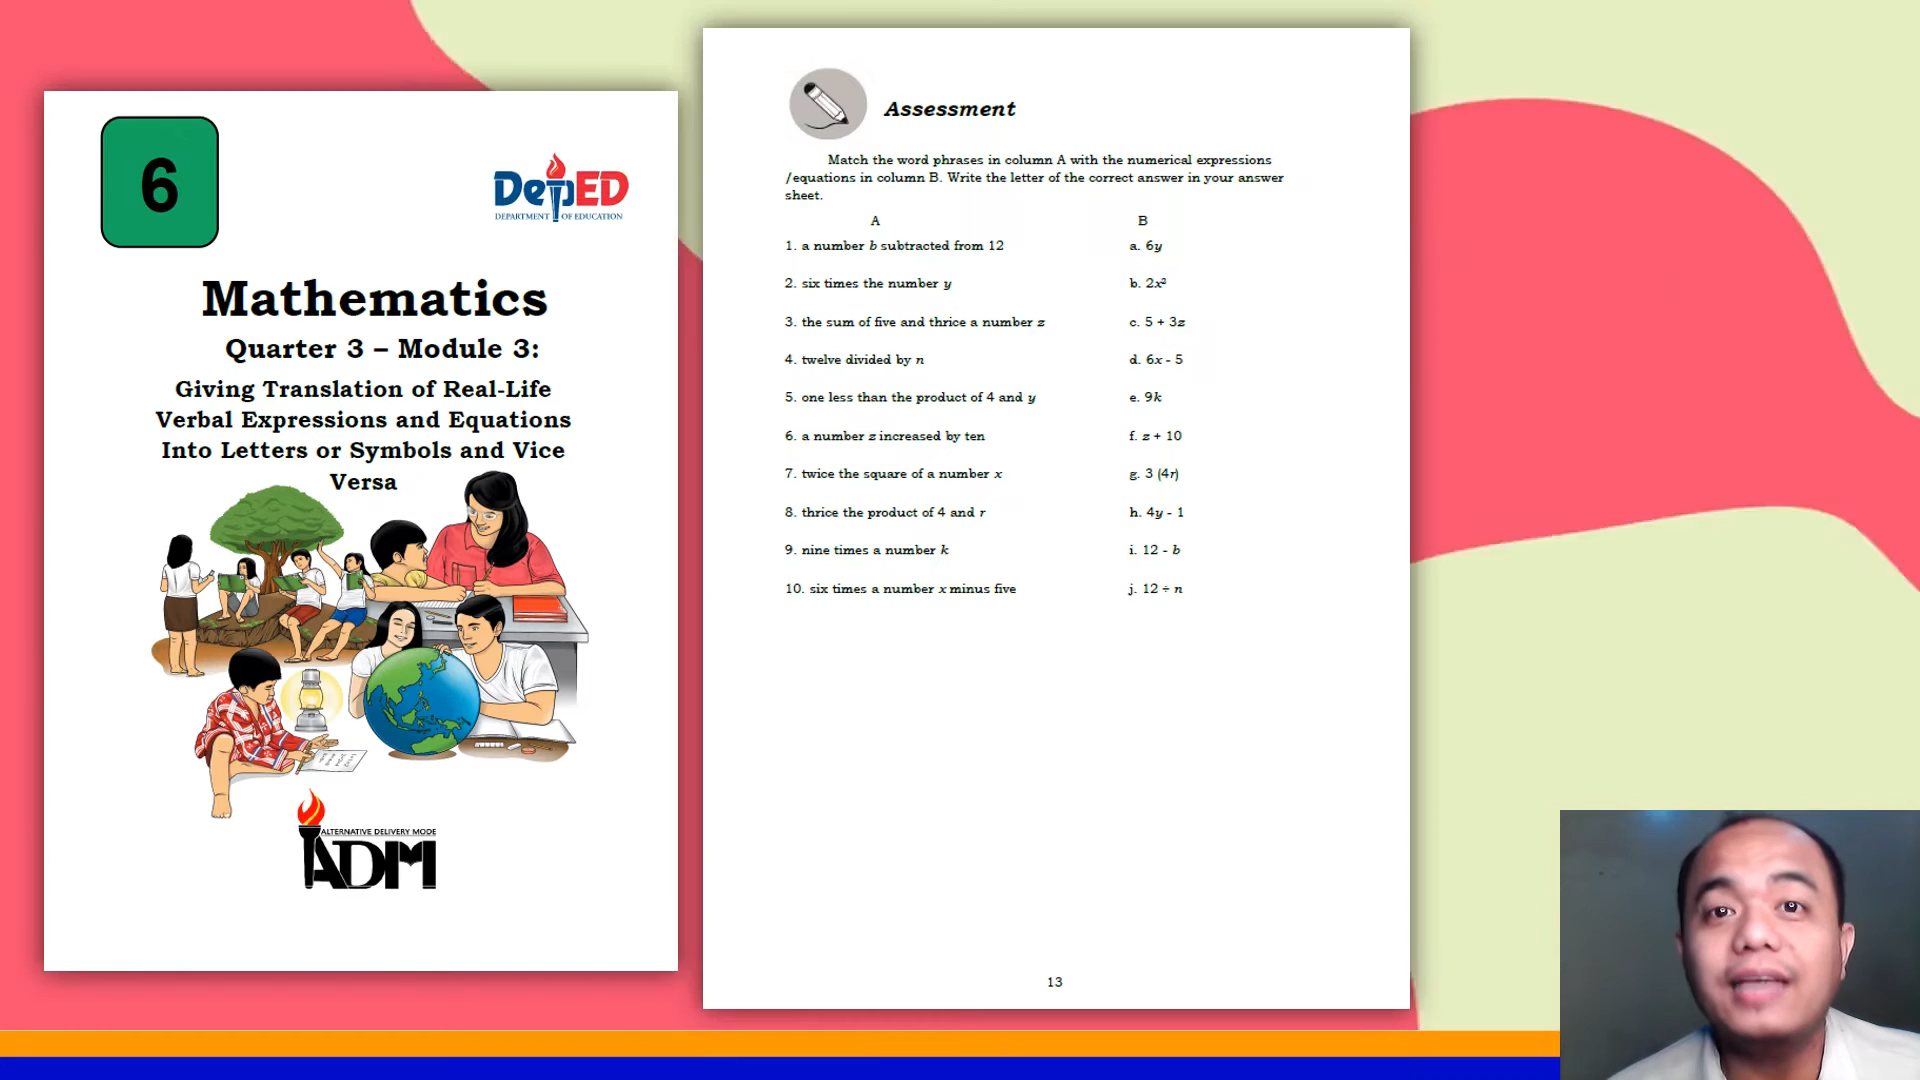 6
DepED
DEPARTMENT OF EDUCATION
Mathematics
Quarter 3 – Module 3:
Giving Translation of Real-Life
Verbal Expressions and Equations
Into Letters or Symbols and Vice
Versa
ALTERNATIVE DELIVERY MODE
ADM
Assessment
Match the word phrases in column A with the numerical expressions
/equations in column B. Write the letter of the correct answer in your answer
sheet.
A B
1. a number b subtracted from 12 a. 6y
2. six times the number y b. 2x²
3. the sum of five and thrice a number z c. 5 + 3z
4. twelve divided by n d. 6x - 5
5. one less than the product of 4 and y e. 9k
6. a number z increased by ten f. z + 10
7. twice the square of a number x g. 3 (4r)
8. thrice the product of 4 and r h. 4y - 1
9. nine times a number k i. 12 - b
10. six times a number x minus five j. 12 ÷ n
13